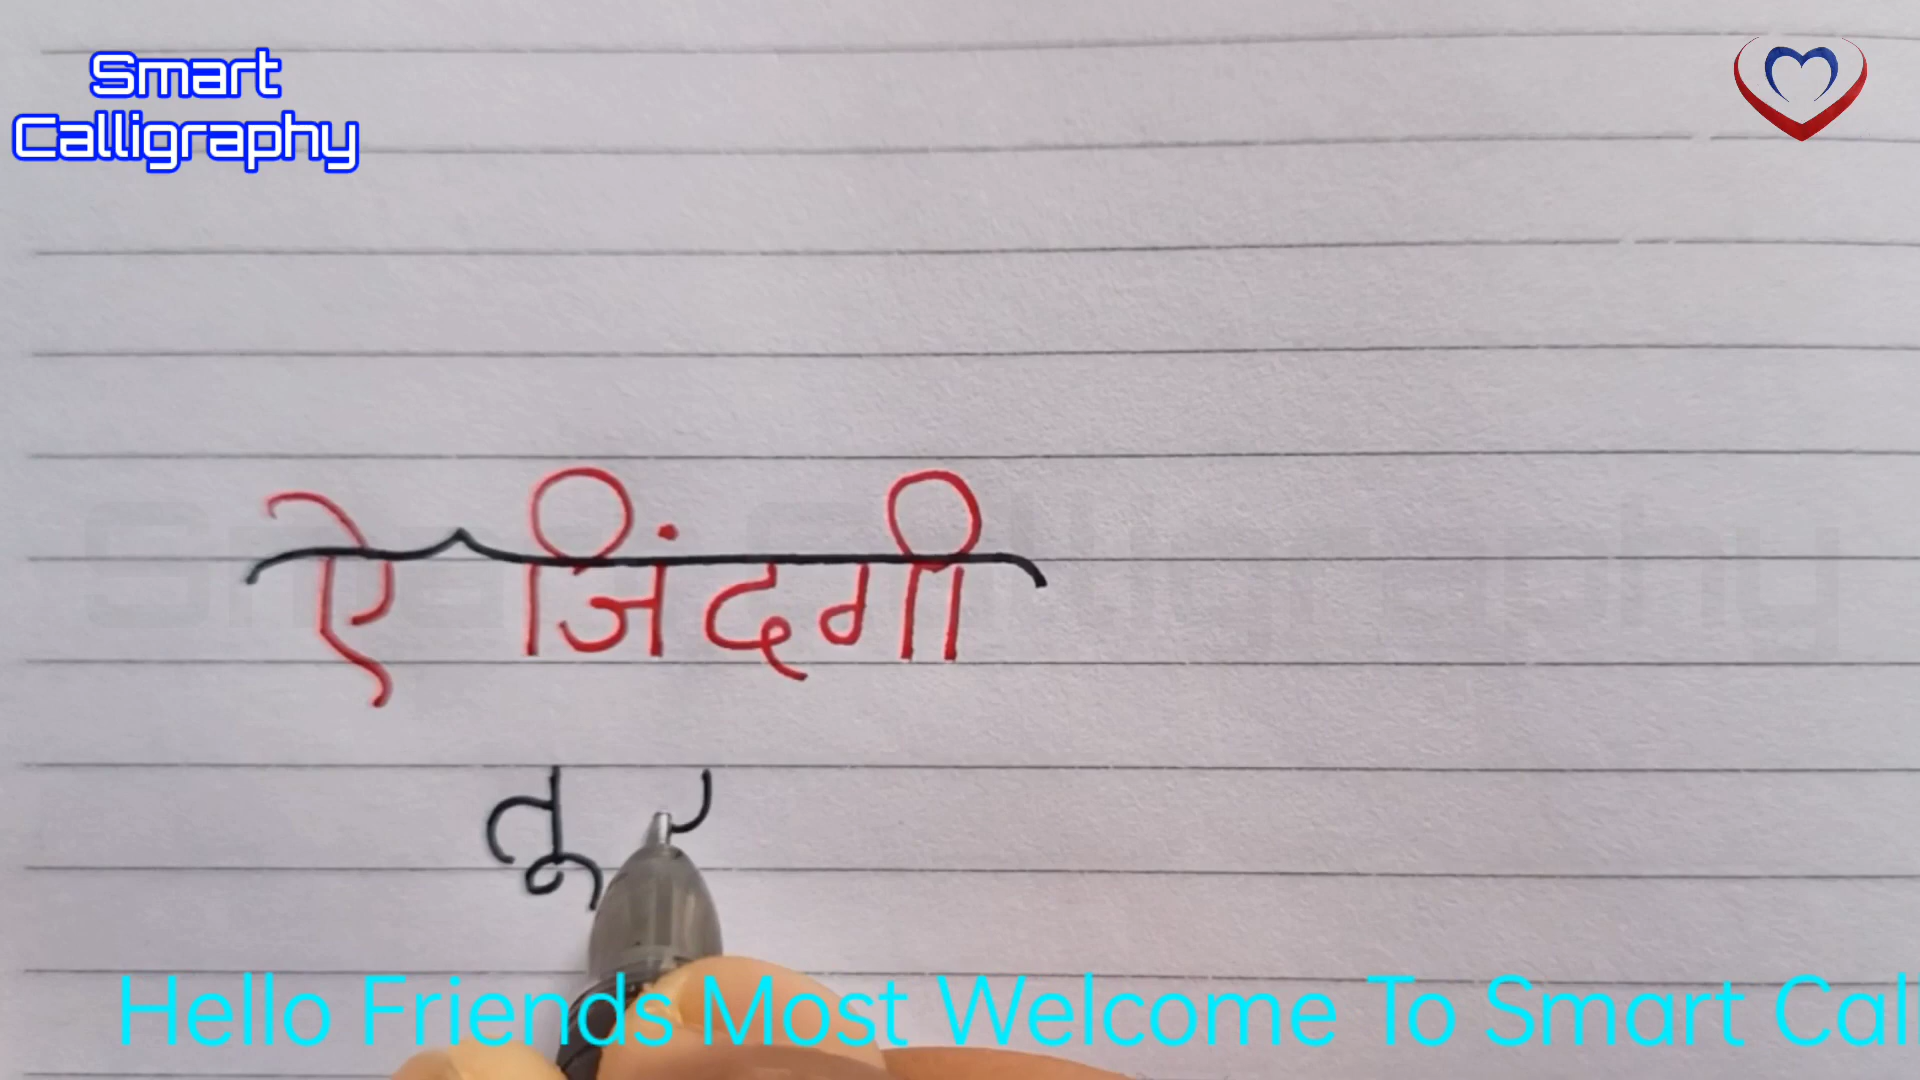 Smart
Calligraphy
ऐ जिंदगी
तू
Hello Friends Most Welcome To Smart Cal